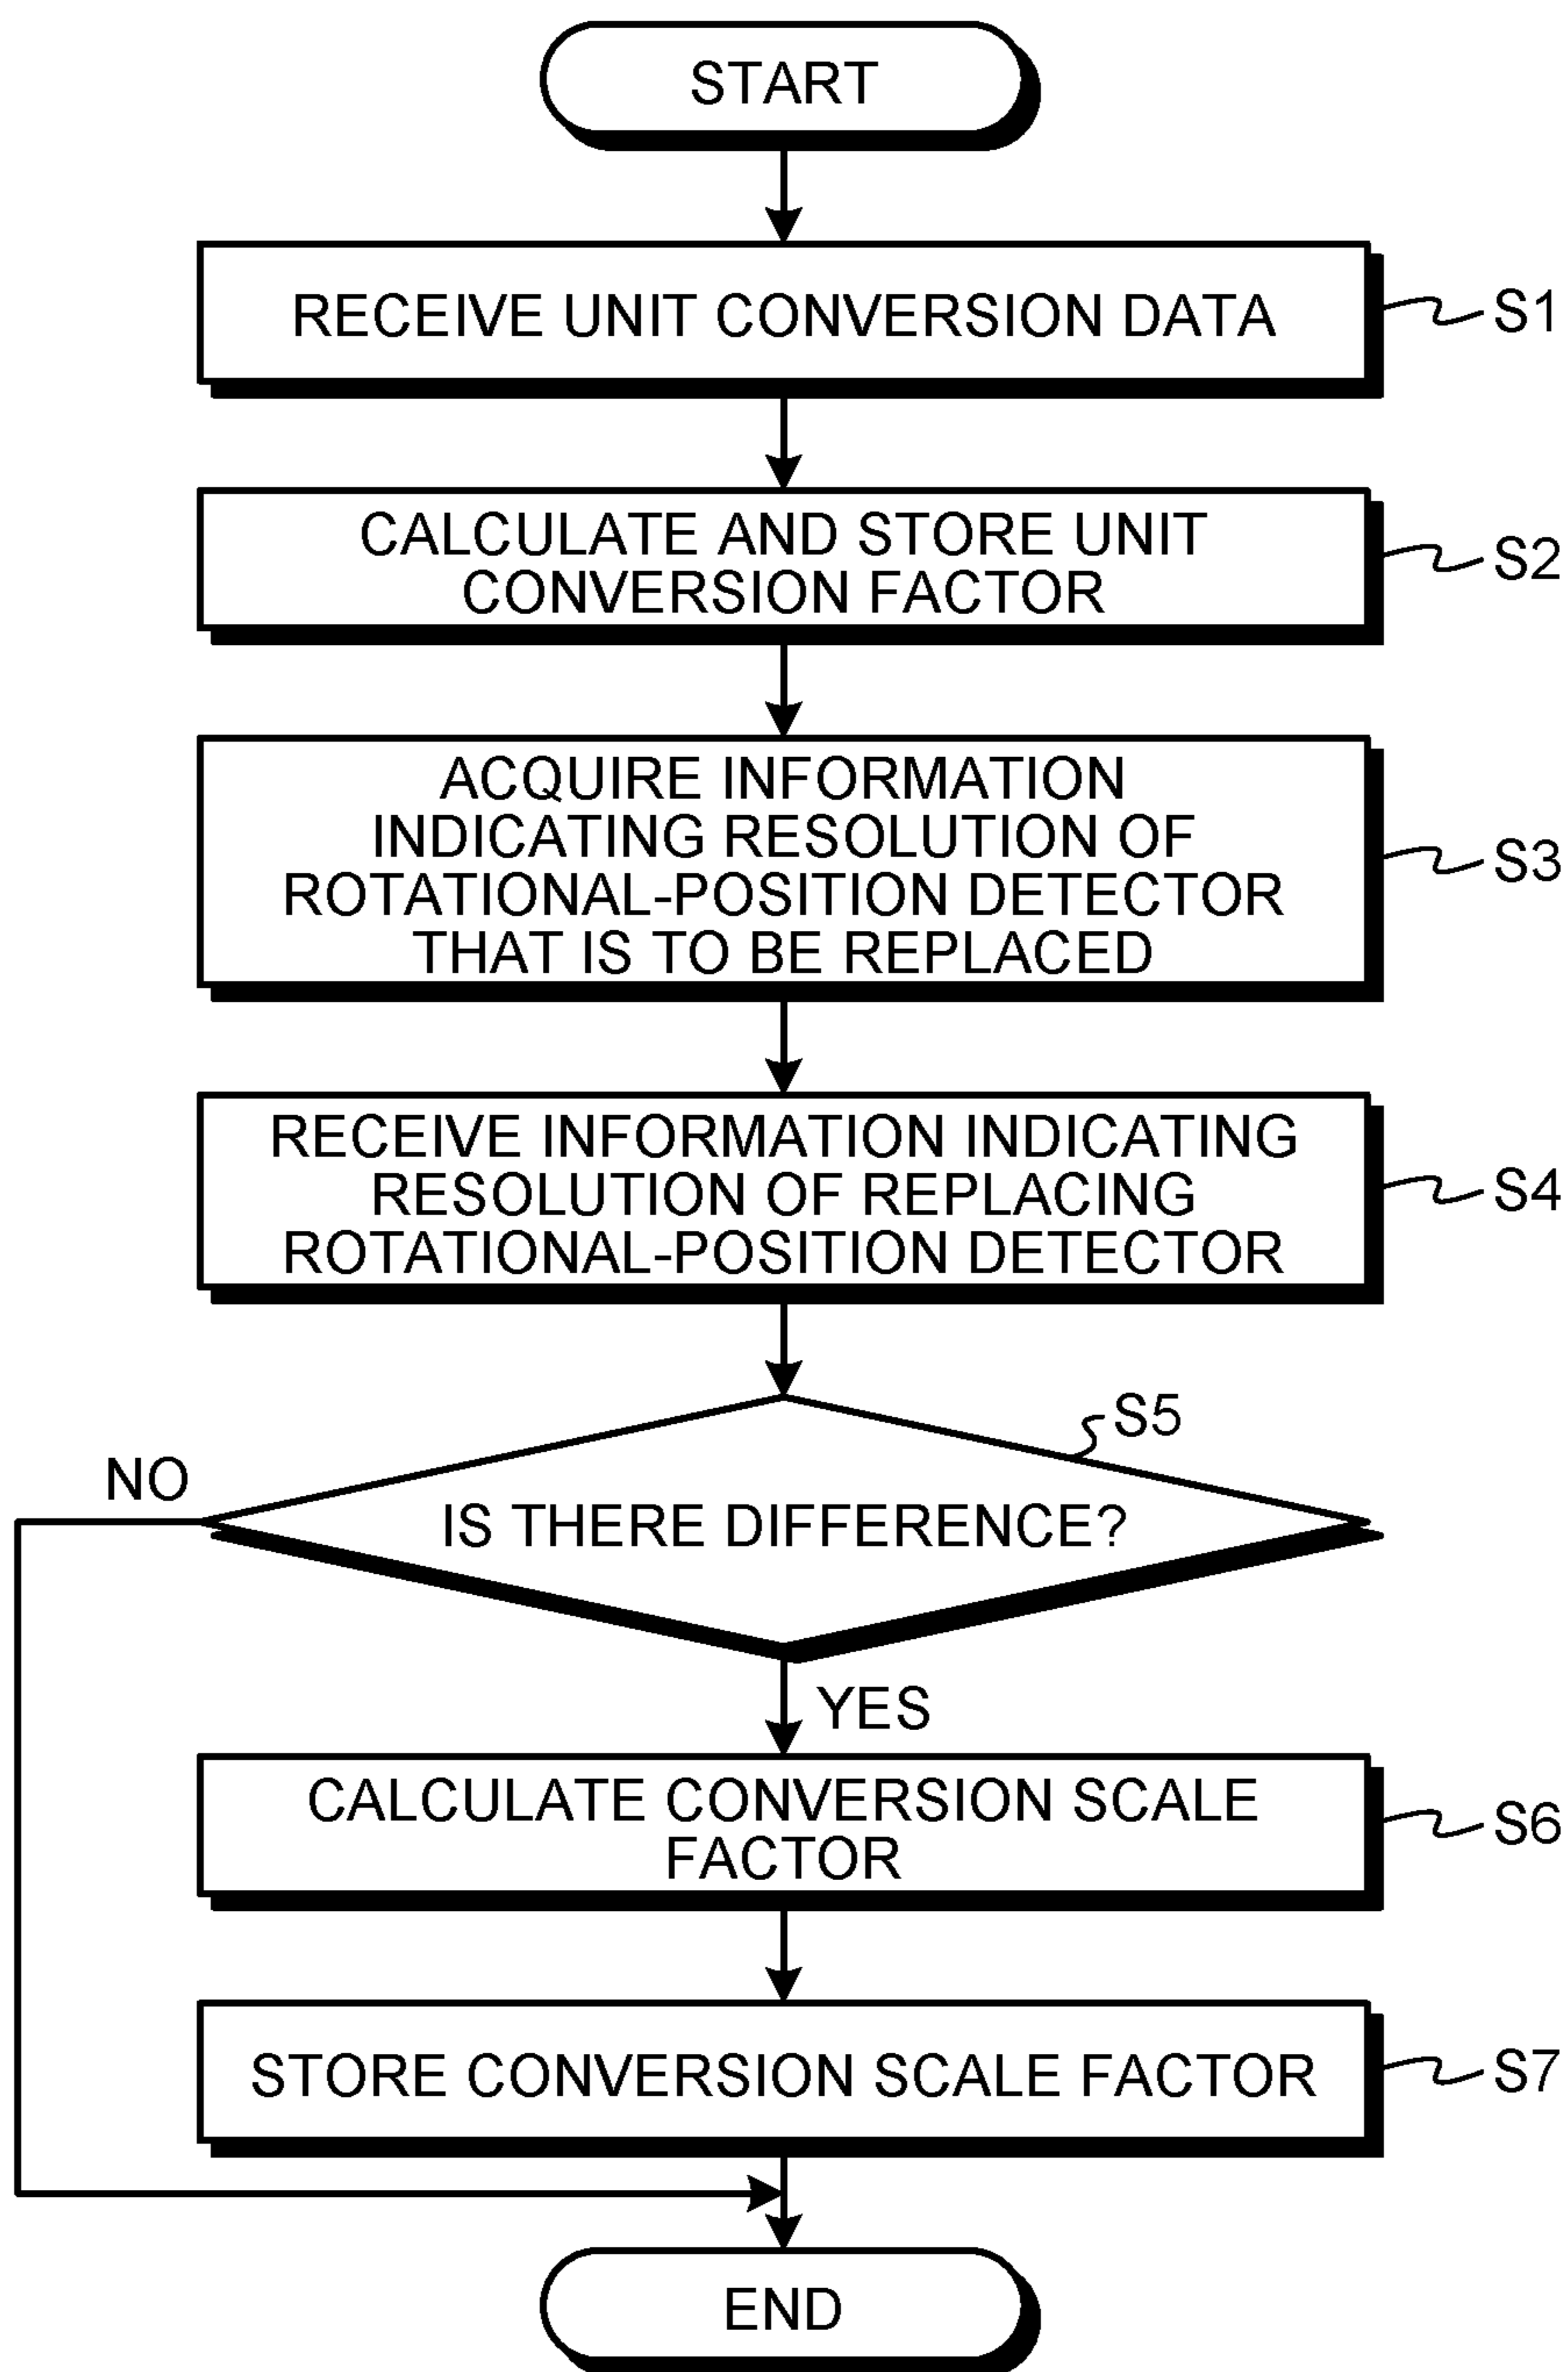 START
RECEIVE UNIT CONVERSION DATA
S1
CALCULATE AND STORE UNIT
CONVERSION FACTOR
S2
ACQUIRE INFORMATION
INDICATING RESOLUTION OF
ROTATIONAL-POSITION DETECTOR
THAT IS TO BE REPLACED
S3
RECEIVE INFORMATION INDICATING
RESOLUTION OF REPLACING
ROTATIONAL-POSITION DETECTOR
S4
S5
NO
IS THERE DIFFERENCE?
YES
CALCULATE CONVERSION SCALE
FACTOR
S6
STORE CONVERSION SCALE FACTOR
S7
END